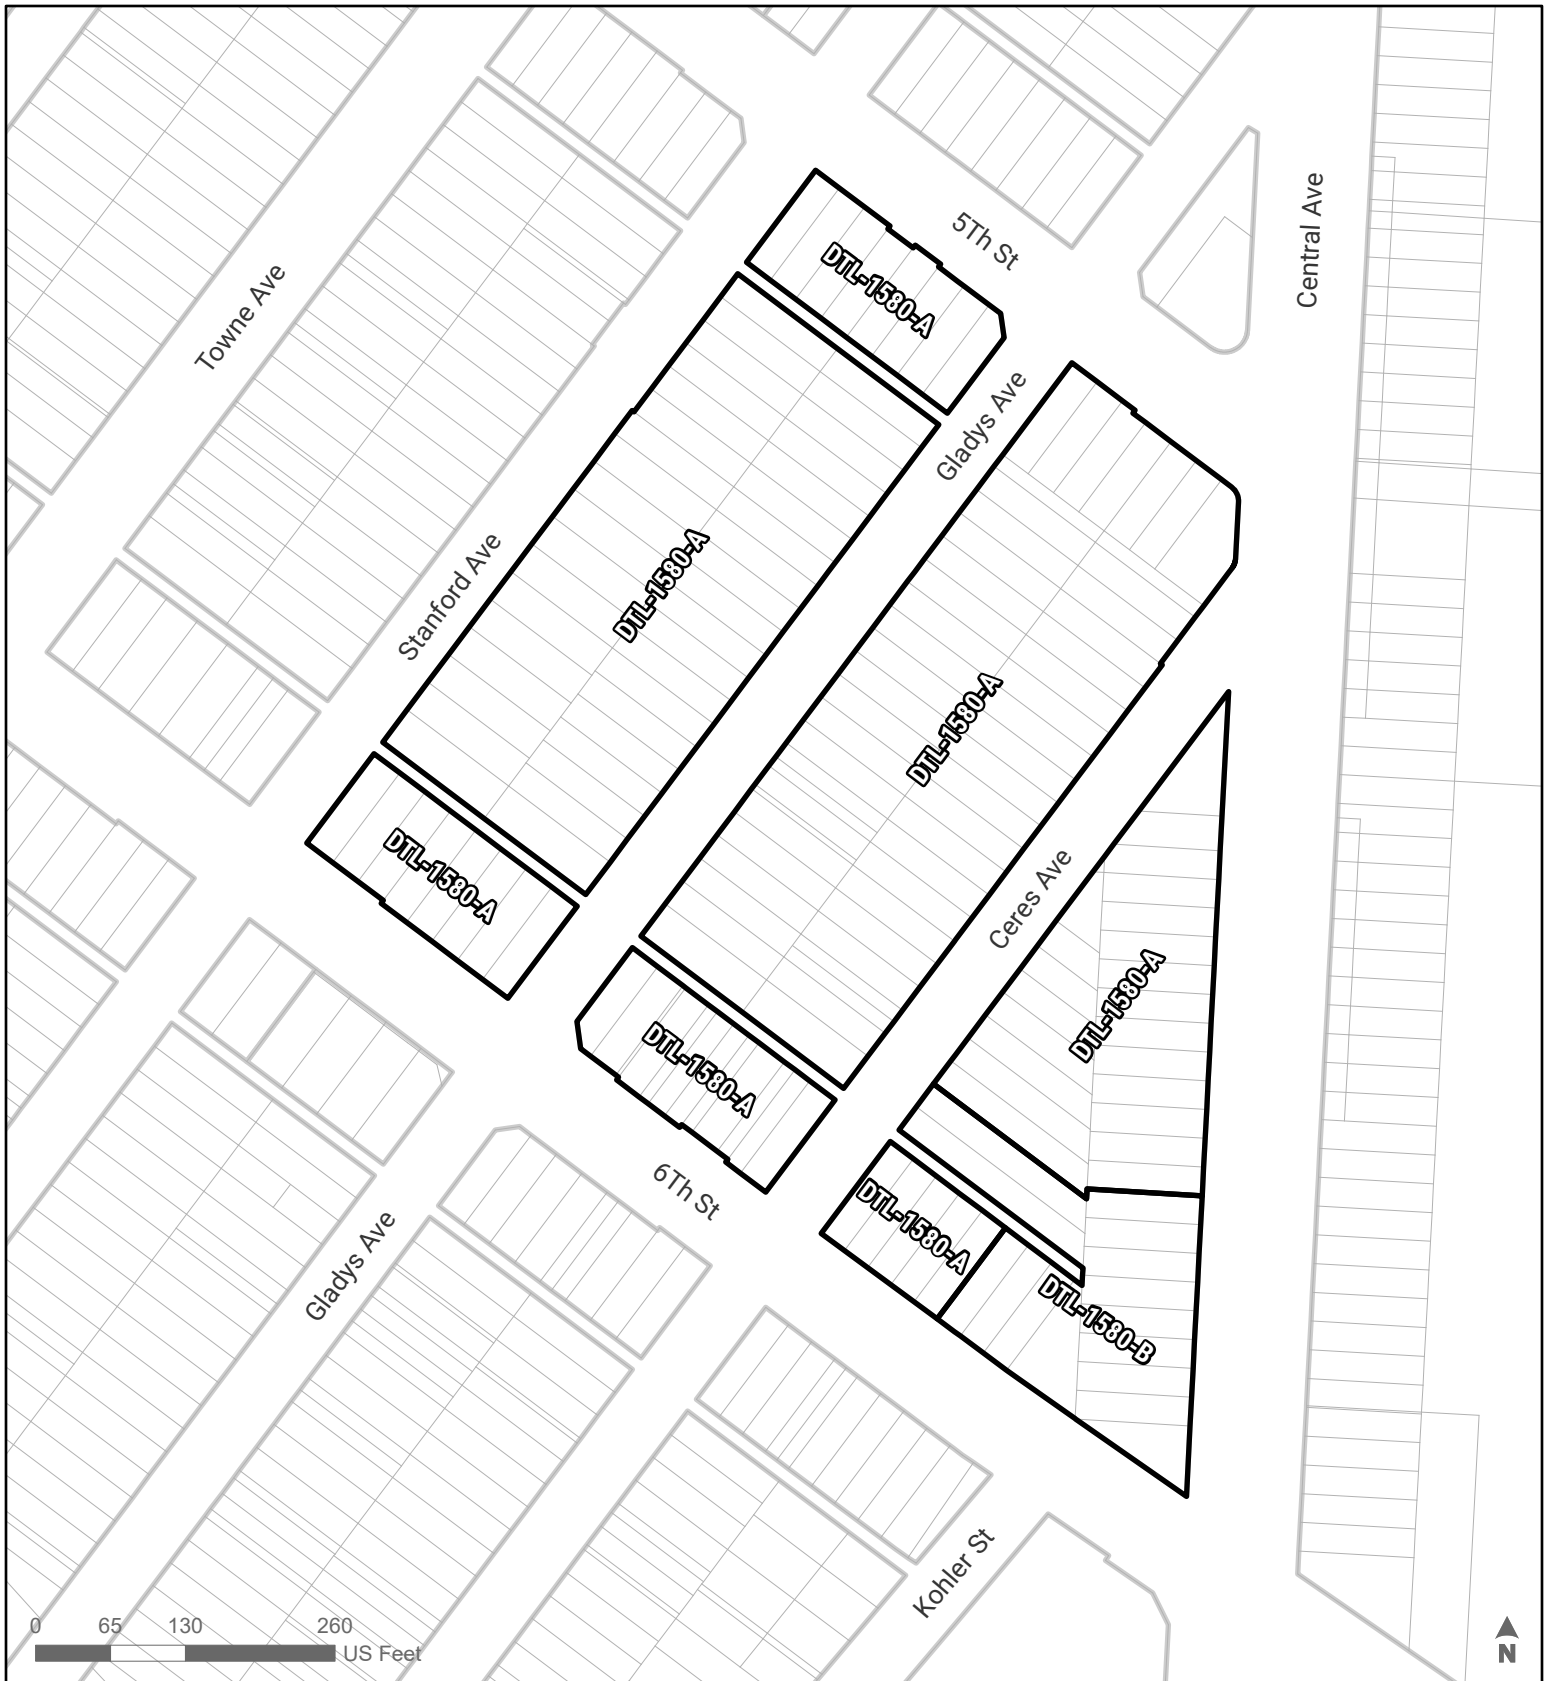 Central Ave
5Th St
DTL-1580-A
Towne Ave
Gladys Ave
Stanford Ave
DTL-1580-A
DTL-1580-A
DTL-1580-A
Ceres Ave
DTL-1580-A
DTL-1580-A
6Th St
DTL-1580-A
Gladys Ave
DTL-1580-B
Kohler St
0 65 130 260
US Feet
N